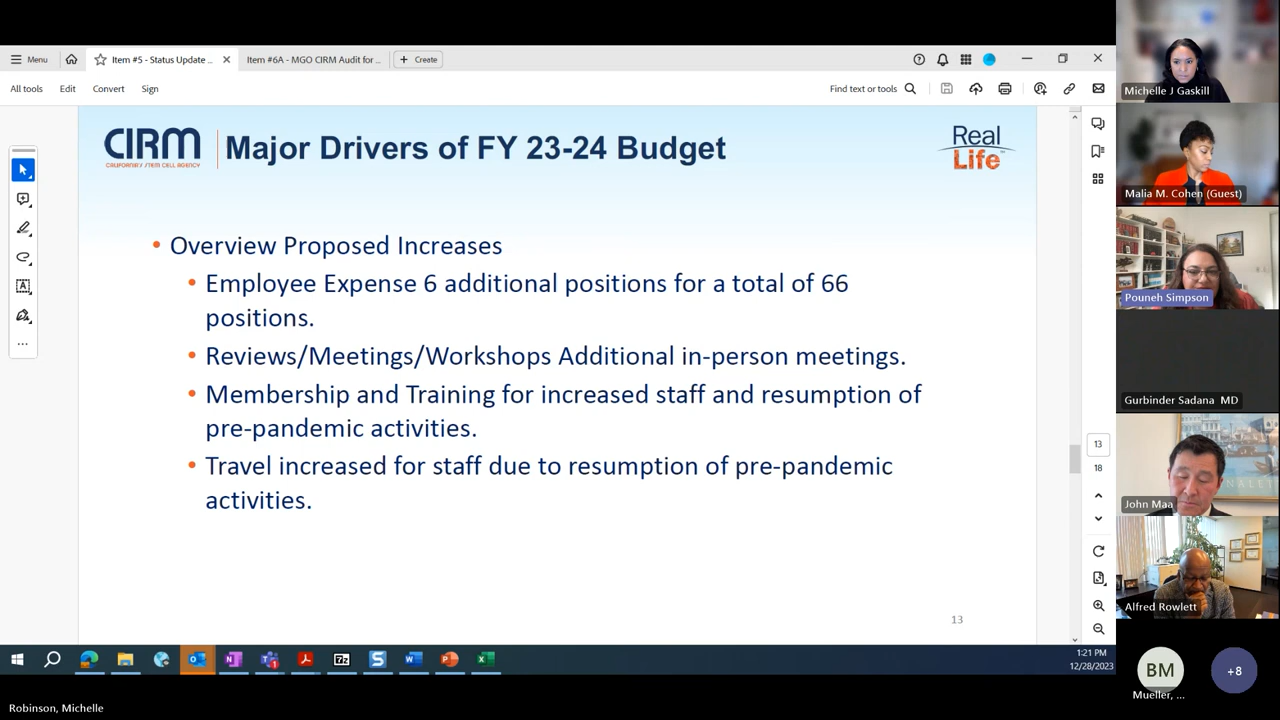 Menu
Item #5 - Status Update ...
Item #6A - MGO CIRM Audit for ...
+ Create
All tools Edit Convert Sign
Find text or tools
CIRM
CALIFORNIA'S STEM CELL AGENCY
Major Drivers of FY 23-24 Budget
Real
Life
• Overview Proposed Increases
• Employee Expense 6 additional positions for a total of 66
positions.
• Reviews/Meetings/Workshops Additional in-person meetings.
• Membership and Training for increased staff and resumption of
pre-pandemic activities.
• Travel increased for staff due to resumption of pre-pandemic
activities.
13
13
18
1:21 PM
12/28/2023
Robinson, Michelle
Michelle J Gaskill
Malia M. Cohen (Guest)
Pouneh Simpson
Gurbinder Sadana MD
John Maa
Alfred Rowlett
BM
Mueller, ...
+8